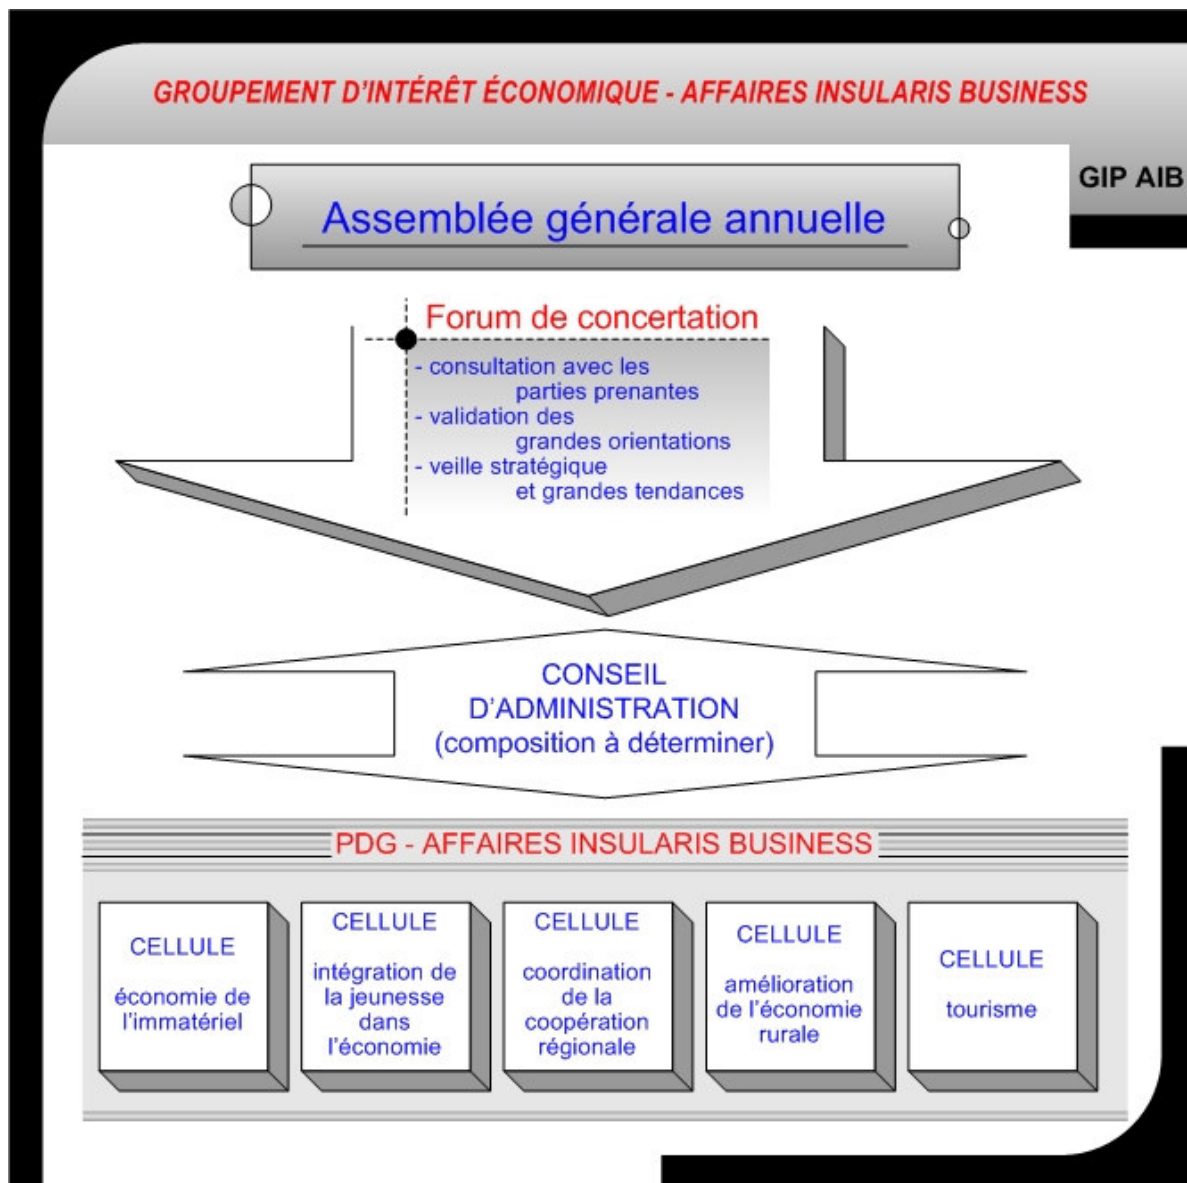 GROUPEMENT D'INTÉRÊT ÉCONOMIQUE - AFFAIRES INSULARIS BUSINESS
GIP AIB
Assemblée générale annuelle
Forum de concertation
- consultation avec les
parties prenantes
- validation des
grandes orientations
- veille stratégique
et grandes tendances
CONSEIL
D'ADMINISTRATION
(composition à déterminer)
PDG - AFFAIRES INSULARIS BUSINESS
CELLULE
économie de
l'immatériel
CELLULE
intégration de
la jeunesse
dans
l'économie
CELLULE
coordination
de la
coopération
régionale
CELLULE
amélioration
de l'économie
rurale
CELLULE
tourisme